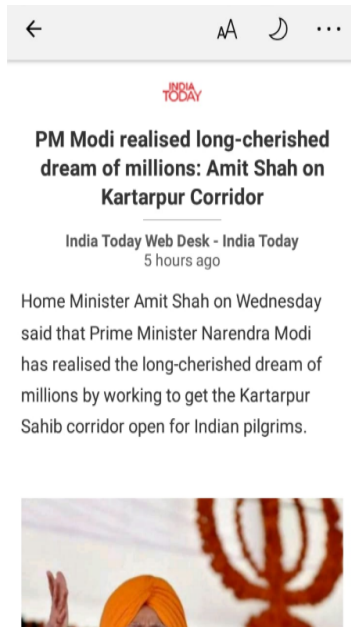 AA
INDIA
TODAY
PM Modi realised long-cherished
dream of millions: Amit Shah on
Kartarpur Corridor
India Today Web Desk - India Today
5 hours ago
Home Minister Amit Shah on Wednesday
said that Prime Minister Narendra Modi
has realised the long-cherished dream of
millions by working to get the Kartarpur
Sahib corridor open for Indian pilgrims.